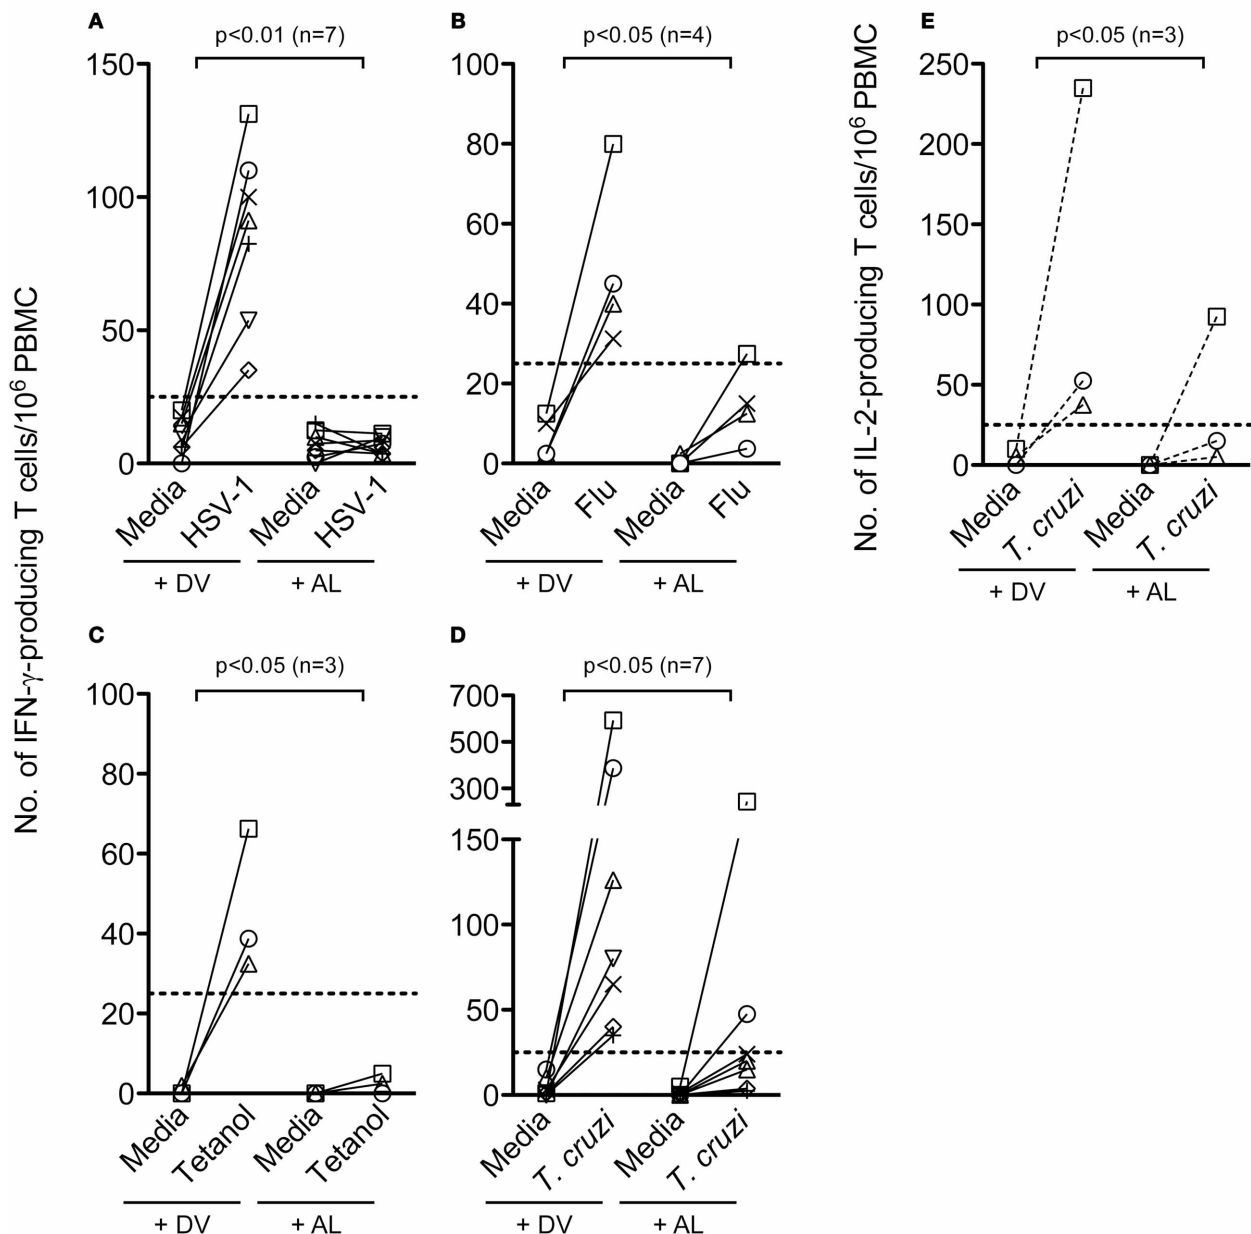 A
p<0.01 (n=7)
150
100
50
0
Media
HSV-1
Media
HSV-1
+ DV
+ AL
B
p<0.05 (n=4)
100
80
60
40
20
0
Media
Flu
Media
Flu
+ DV
+ AL
E
p<0.05 (n=3)
No. of IL-2-producing T cells/10⁶ PBMC
250
200
150
100
50
0
Media
T. cruzi
Media
T. cruzi
+ DV
+ AL
No. of IFN-γ-producing T cells/10⁶ PBMC
C
p<0.05 (n=3)
100
80
60
40
20
0
Media
Tetanol
Media
Tetanol
+ DV
+ AL
D
p<0.05 (n=7)
700
500
300
150
100
50
0
Media
T. cruzi
Media
T. cruzi
+ DV
+ AL